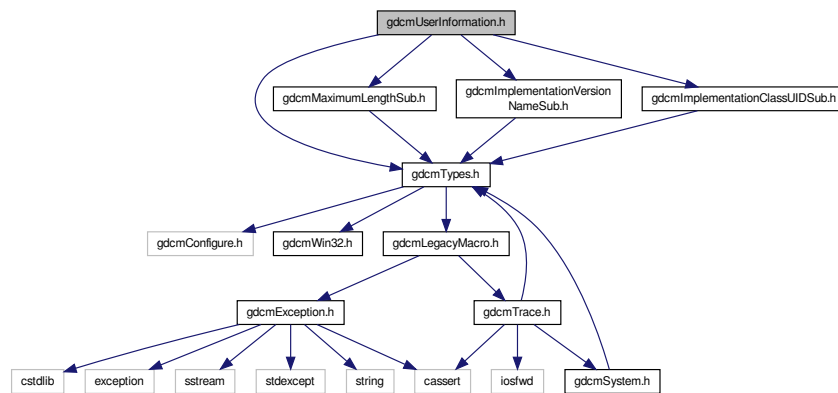 gdcmUserInformation.h
gdcmMaximumLengthSub.h
gdcmImplementationVersion
NameSub.h
gdcmImplementationClassUIDSub.h
gdcmTypes.h
gdcmConfigure.h
gdcmWin32.h
gdcmLegacyMacro.h
gdcmException.h
gdcmTrace.h
cstdlib
exception
sstream
stdexcept
string
cassert
iosfwd
gdcmSystem.h